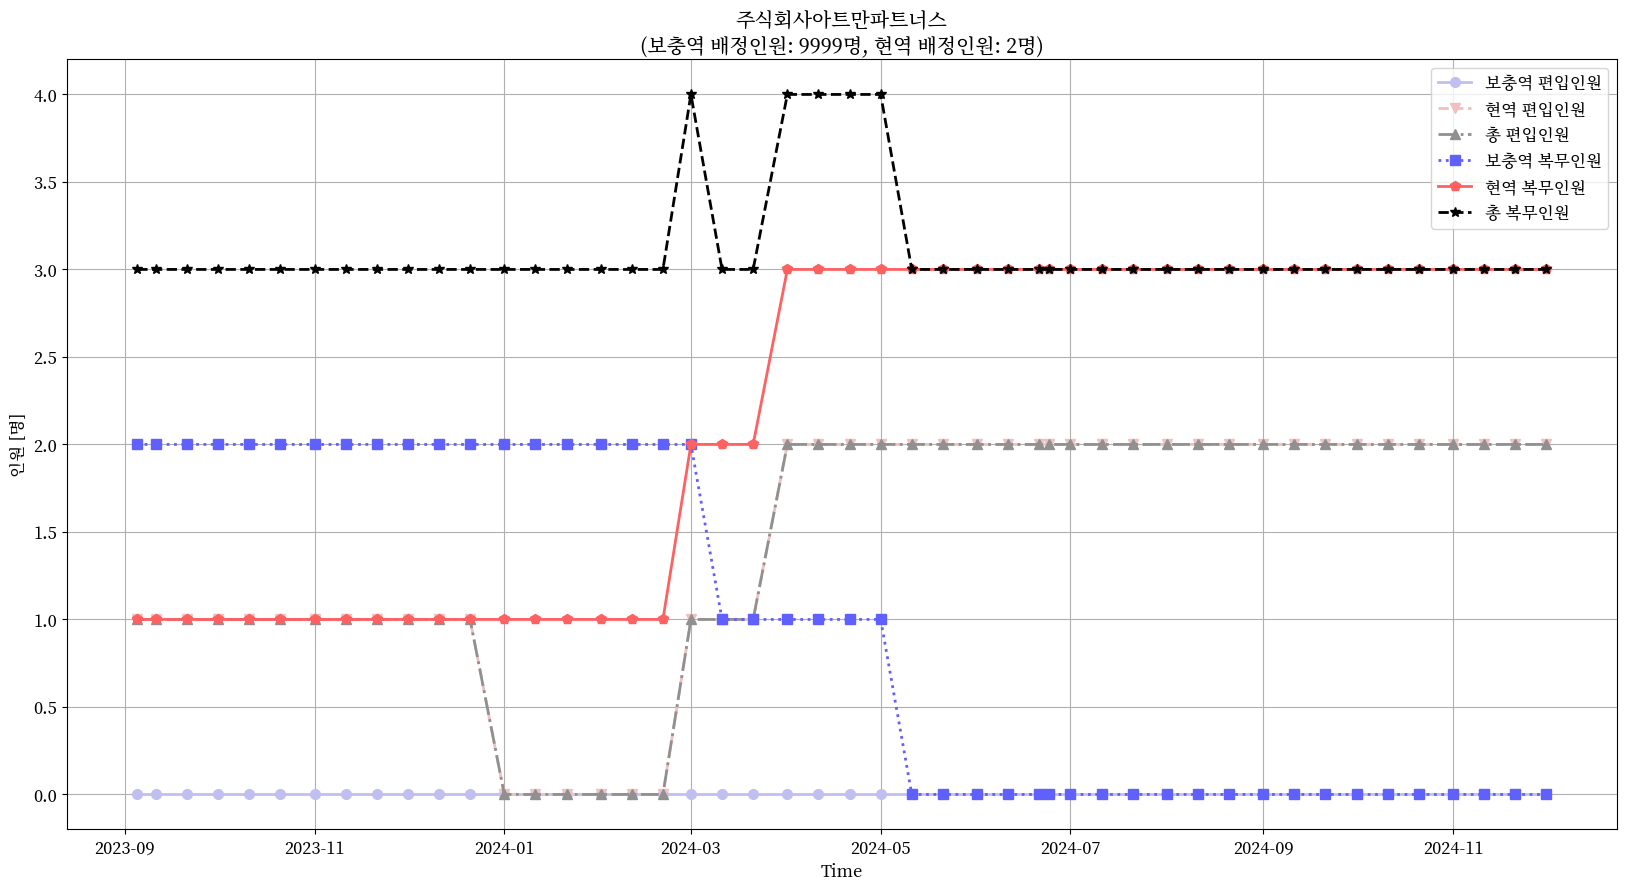 주식회사아트만파트너스
(보충역 배정인원: 9999명, 현역 배정인원: 2명)
보충역 편입인원
현역 편입인원
총 편입인원
보충역 복무인원
현역 복무인원
총 복무인원
4.0
3.5
3.0
2.5
2.0
1.5
1.0
0.5
0.0
인원 [명]
2023-09 2023-11 2024-01 2024-03 2024-05 2024-07 2024-09 2024-11
Time